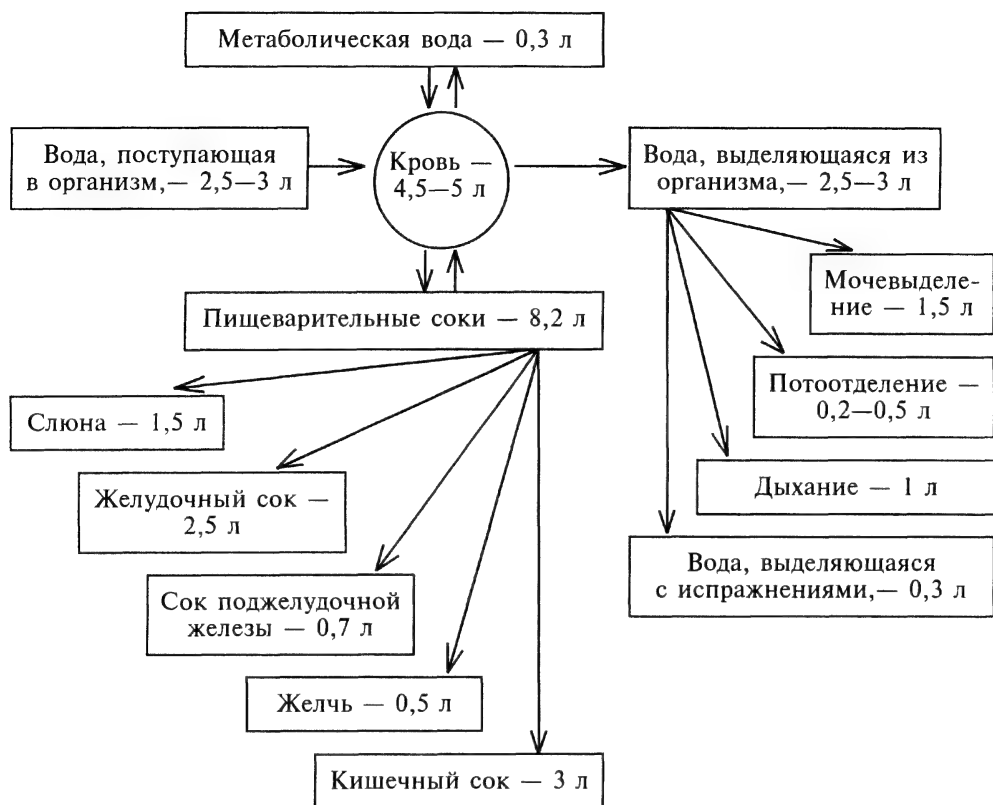 Метаболическая вода — 0,3 л
Вода, поступающая
в организм,— 2,5—3 л
Кровь —
4,5—5 л
Вода, выделяющаяся из
организма,— 2,5—3 л
Пищеварительные соки — 8,2 л
Мочевыделе-
ние — 1,5 л
Потоотделение —
0,2—0,5 л
Дыхание — 1 л
Вода, выделяющаяся
с испражнениями,— 0,3 л
Слюна — 1,5 л
Желудочный сок —
2,5 л
Сок поджелудочной
железы — 0,7 л
Желчь — 0,5 л
Кишечный сок — 3 л